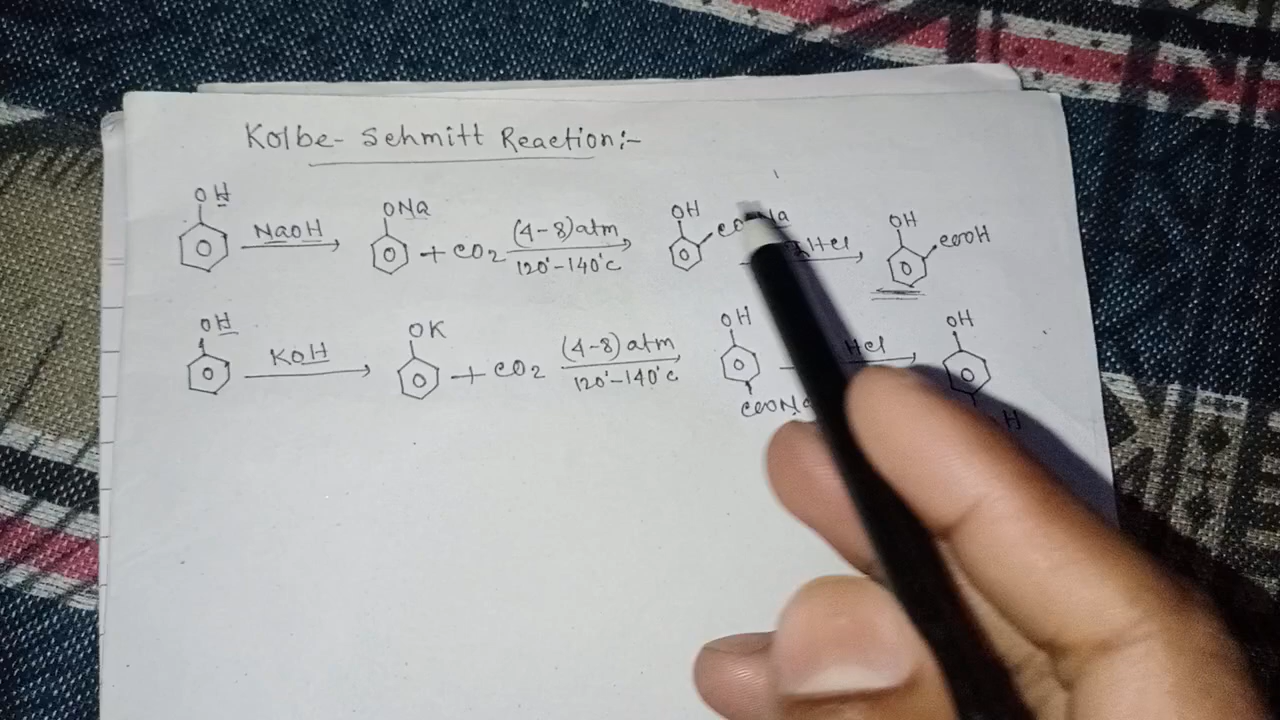 Kolbe- Schmitt Reaction:-
OH NaOH ONa + CO2 (4-8)atm 120°-140°c OH HCl OH COOH
OH KOH OK + CO2 (4-8)atm 120°-140°c OH COONa HCl OH